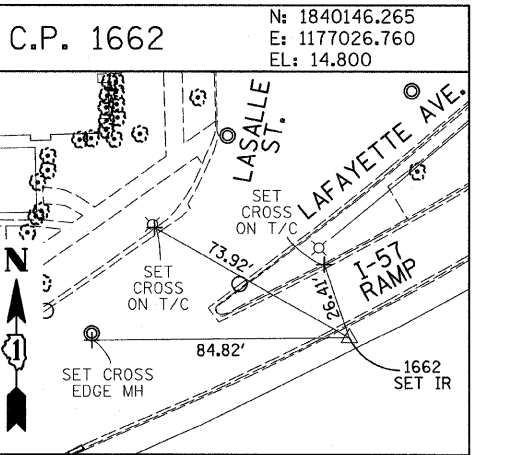 C.P. 1662
N: 1840146.265
E: 1177026.760
EL: 14.800
LASALLE
ST.
LAFAYETTE AVE.
SET
CROSS
ON T/C
73.92'
SET
CROSS
ON T/C
26.41'
I-57
RAMP
N
1
84.82'
SET CROSS
EDGE MH
1662
SET IR